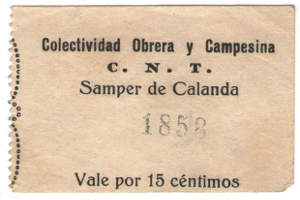 Colectividad Obrera y Campesina
C. N. T.
Samper de Calanda
1858
Vale por 15 céntimos